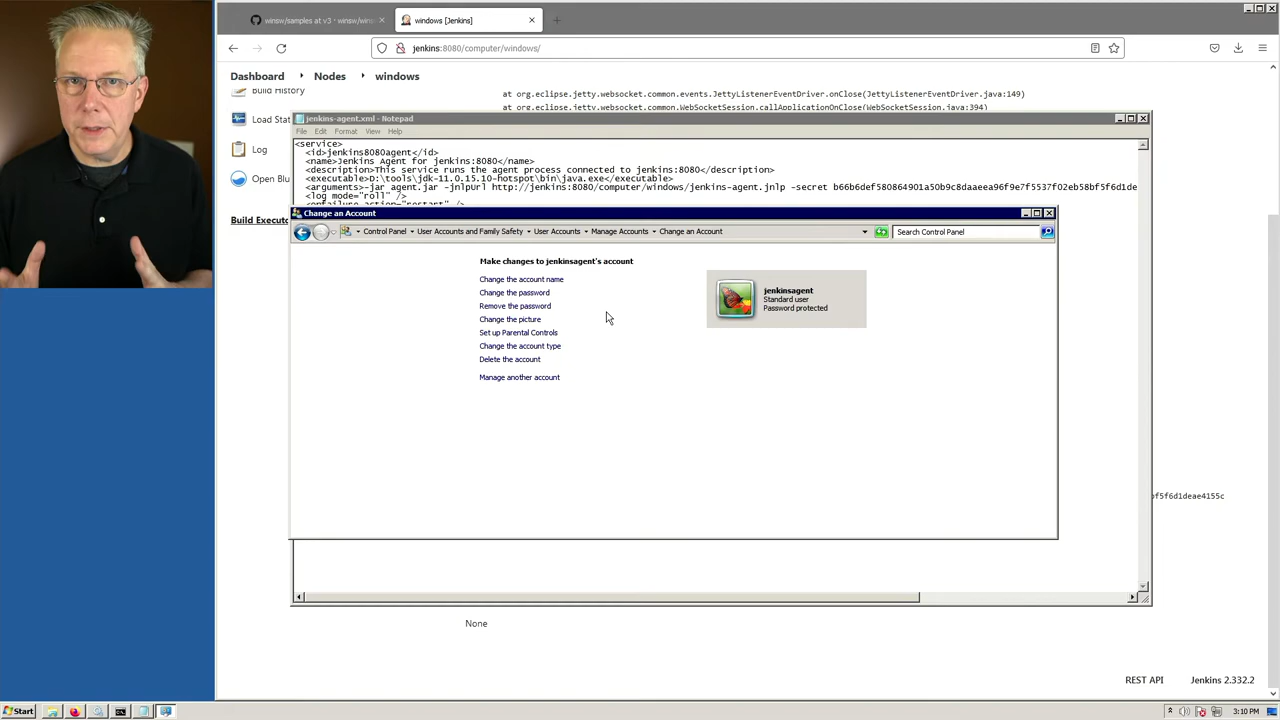 winsw/samples at v3 · winsw/wins
windows [Jenkins]
jenkins:8080/computer/windows/
Dashboard
Nodes
windows
Build History
Load Stat
Log
Open Blu
Build Executo
at org.eclipse.jetty.websocket.common.events.JettyListenerEventDriver.onClose(JettyListenerEventDriver.java:149)
at org.eclipse.jetty.websocket.common.WebSocketSession.callApplicationOnClose(WebSocketSession.java:394)
jenkins-agent.xml - Notepad
File Edit Format View Help
<service>
<id>jenkins8080agent</id>
<name>Jenkins Agent for jenkins:8080</name>
<description>This service runs the agent process connected to jenkins:8080</description>
<executable>D:\tools\jdk-11.0.15.10-hotspot\bin\java.exe</executable>
<arguments>-jar agent.jar -jnlpUrl http://jenkins:8080/computer/windows/jenkins-agent.jnlp -secret b66b6def580864901a50b9c8daaeea96f9e7f5537f02eb58bf5f6d1de
<log mode="roll" />
<onfailure action="restart" />
Change an Account
Control Panel
User Accounts and Family Safety
User Accounts
Manage Accounts
Change an Account
Search Control Panel
Make changes to jenkinsagent's account
Change the account name
Change the password
Remove the password
Change the picture
Set up Parental Controls
Change the account type
Delete the account
Manage another account
jenkinsagent
Standard user
Password protected
bf5f6d1deae4155c
None
REST API
Jenkins 2.332.2
Start
3:10 PM